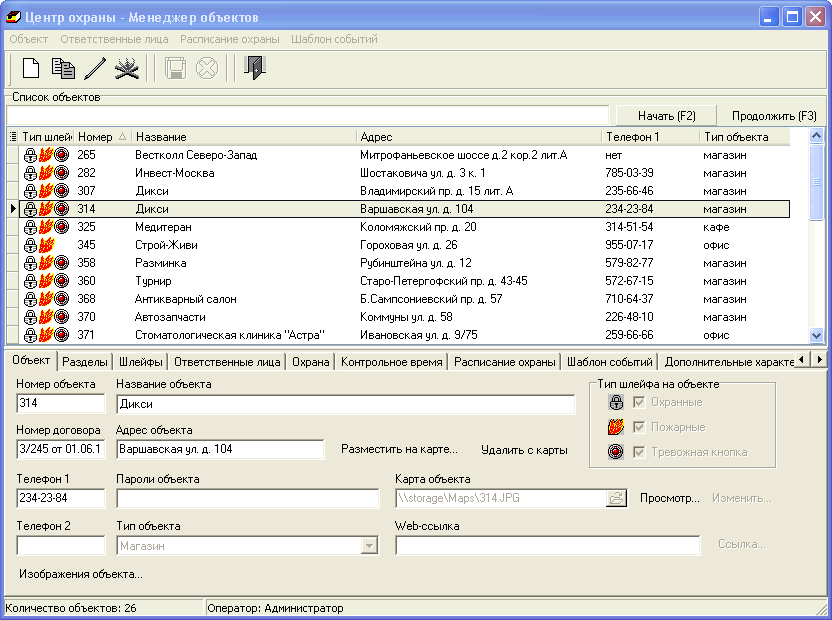 Центр охраны - Менеджер объектов
Объект Ответственные лица Расписание охраны Шаблон событий
Список объектов
Начать (F2) Продолжить (F3)
Тип шлей Номер Название Адрес Телефон 1 Тип объекта
265 Вестколл Северо-Запад Митрофаньевское шоссе д.2 кор.2 лит.А нет магазин
282 Инвест-Москва Шостаковича ул. д. 3 к. 1 785-03-39 магазин
307 Дикси Владимирский пр. д. 15 лит. А 235-66-46 магазин
314 Дикси Варшавская ул. д. 104 234-23-84 магазин
325 Медитеран Коломяжский пр. д. 20 314-51-54 кафе
345 Строй-Живи Гороховая ул. д. 26 955-07-17 офис
358 Разминка Рубинштейна ул. д. 12 579-82-77 магазин
360 Турнир Старо-Петергофский пр. д. 43-45 572-67-15 магазин
368 Антикварный салон Б.Сампсониевский пр. д. 57 710-64-37 магазин
370 Автозапчасти Коммуны ул. д. 58 226-48-10 магазин
371 Стоматологическая клиника "Астра" Ивановская ул. д. 9/75 259-66-66 офис
Объект Разделы Шлейфы Ответственные лица Охрана Контрольное время Расписание охраны Шаблон событий Дополнительные характе
Номер объекта Название объекта Тип шлейфа на объекте
314 Дикси Охранные
Номер договора Адрес объекта Пожарные
3/245 от 01.06.1 Варшавская ул. д. 104 Разместить на карте... Удалить с карты Тревожная кнопка
Телефон 1 Пароли объекта Карта объекта
234-23-84 \\storage\Maps\314.JPG Просмотр... Изменить...
Телефон 2 Тип объекта Web-ссылка
Магазин Ссылка...
Изображения объекта...
Количество объектов: 26 Оператор: Администратор